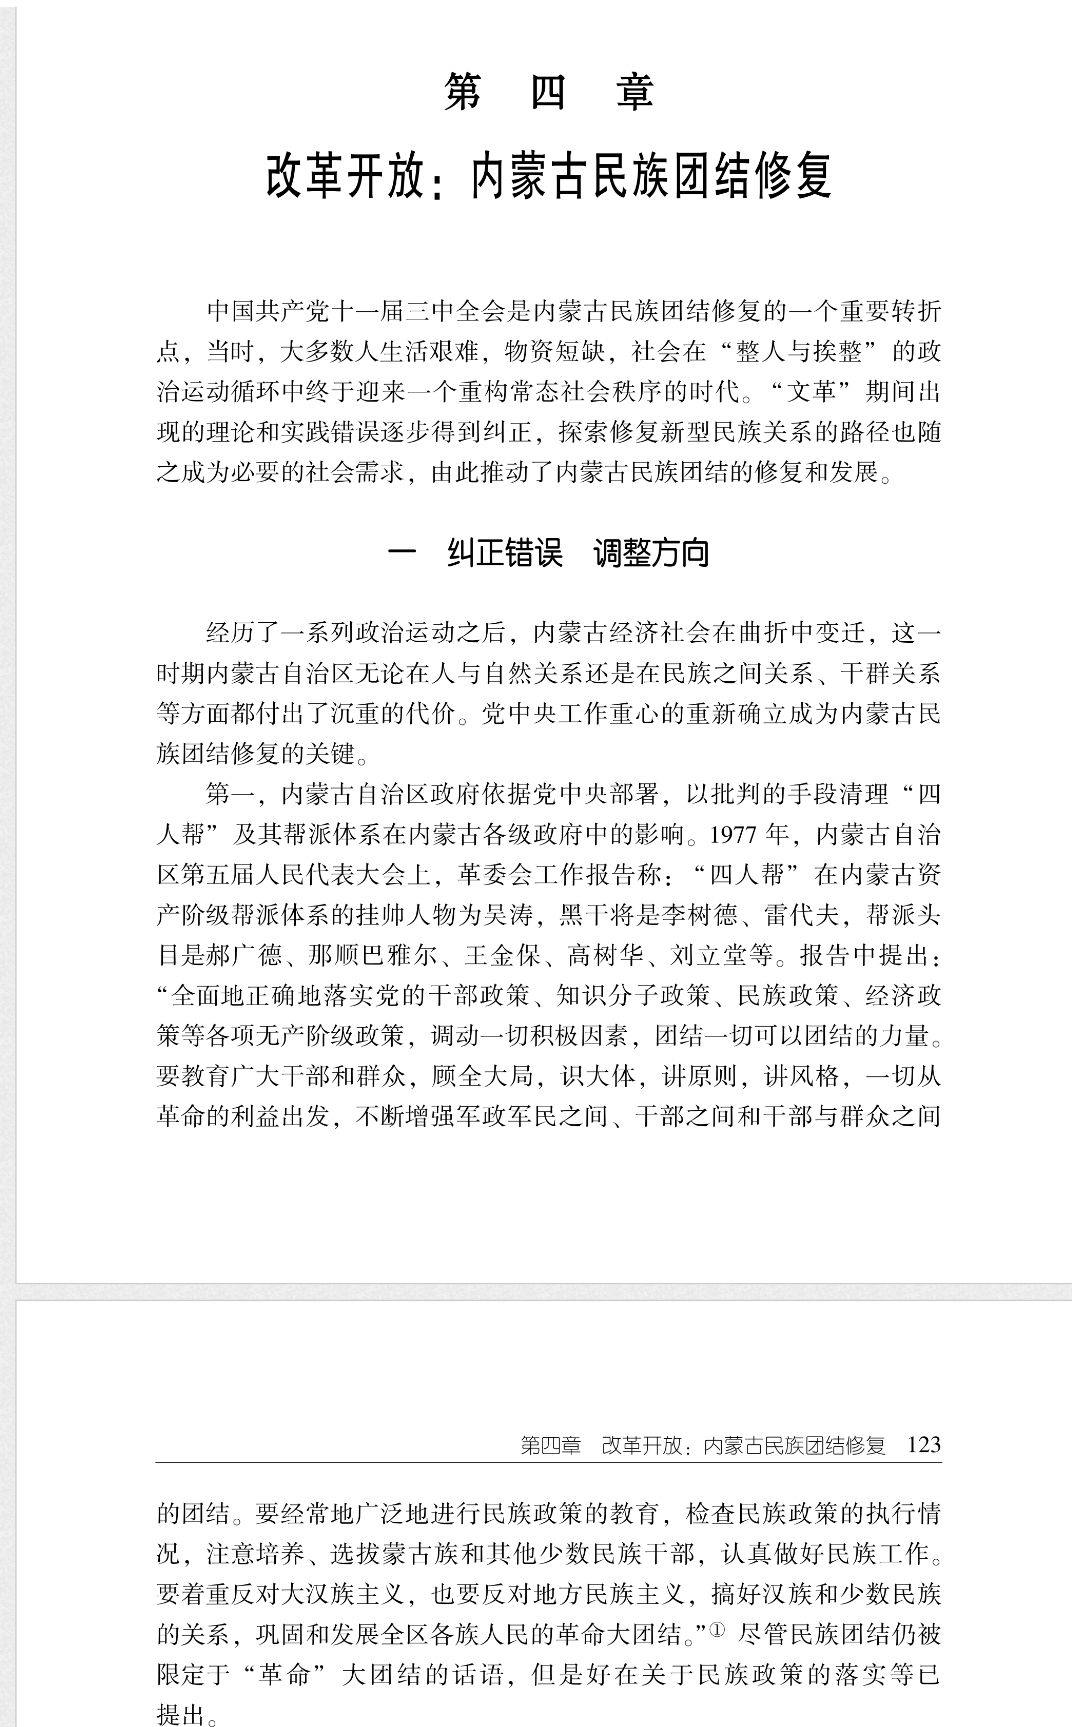 第 四 章
改革开放：内蒙古民族团结修复
中国共产党十一届三中全会是内蒙古民族团结修复的一个重要转折
点，当时，大多数人生活艰难，物资短缺，社会在“整人与挨整”的政
治运动循环中终于迎来一个重构常态社会秩序的时代。“文革”期间出
现的理论和实践错误逐步得到纠正，探索修复新型民族关系的路径也随
之成为必要的社会需求，由此推动了内蒙古民族团结的修复和发展。
一 纠正错误 调整方向
经历了一系列政治运动之后，内蒙古经济社会在曲折中变迁，这一
时期内蒙古自治区无论在人与自然关系还是在民族之间关系、干群关系
等方面都付出了沉重的代价。党中央工作重心的重新确立成为内蒙古民
族团结修复的关键。
第一，内蒙古自治区政府依据党中央部署，以批判的手段清理“四
人帮”及其帮派体系在内蒙古各级政府中的影响。1977 年，内蒙古自治
区第五届人民代表大会上，革委会工作报告称：“四人帮”在内蒙古资
产阶级帮派体系的挂帅人物为吴涛，黑干将是李树德、雷代夫，帮派头
目是郝广德、那顺巴雅尔、王金保、高树华、刘立堂等。报告中提出：
“全面地正确地落实党的干部政策、知识分子政策、民族政策、经济政
策等各项无产阶级政策，调动一切积极因素，团结一切可以团结的力量。
要教育广大干部和群众，顾全大局，识大体，讲原则，讲风格，一切从
革命的利益出发，不断增强军政军民之间、干部之间和干部与群众之间
第四章 改革开放：内蒙古民族团结修复 123
的团结。要经常地广泛地进行民族政策的教育，检查民族政策的执行情
况，注意培养、选拔蒙古族和其他少数民族干部，认真做好民族工作。
要着重反对大汉族主义，也要反对地方民族主义，搞好汉族和少数民族
的关系，巩固和发展全区各族人民的革命大团结。”① 尽管民族团结仍被
限定于“革命”大团结的话语，但是好在关于民族政策的落实等已
提出。